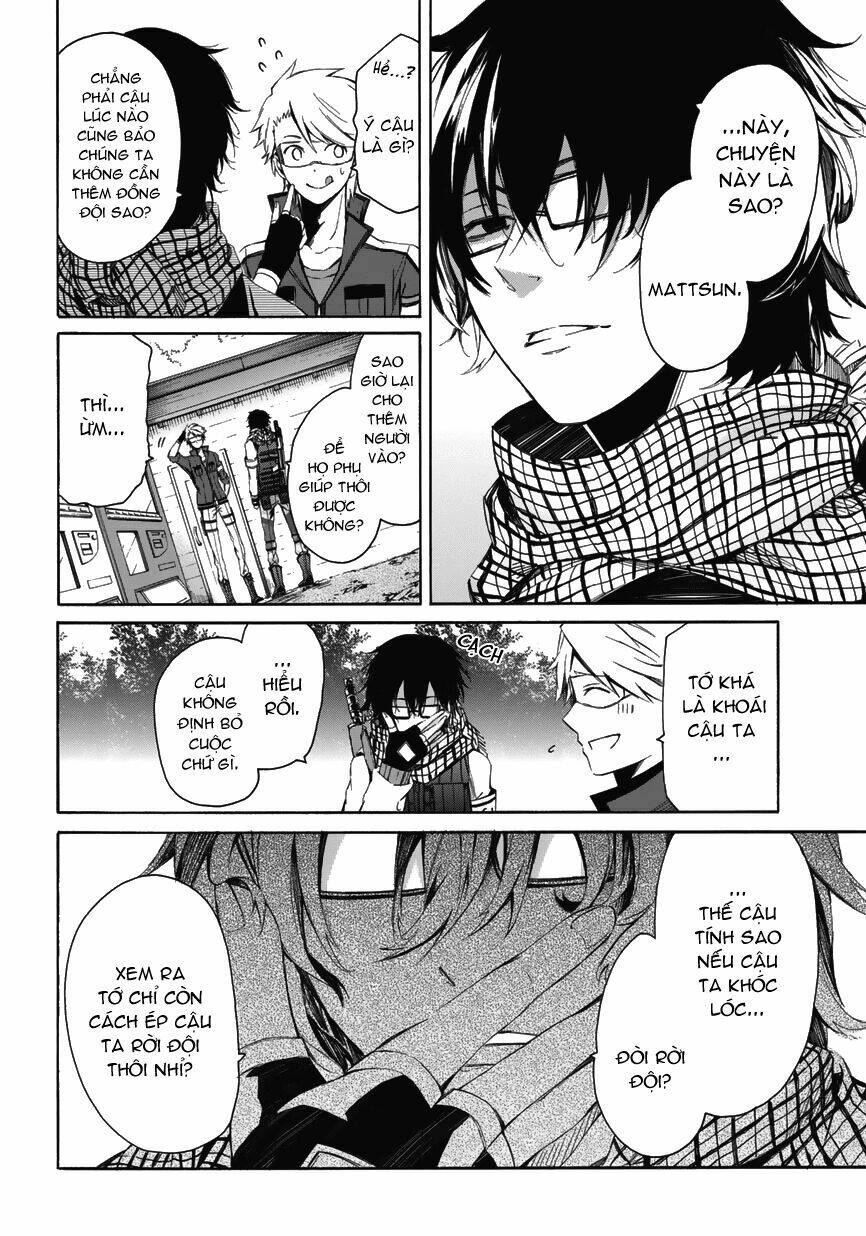 ...NÀY,
CHUYỆN
NÀY LÀ
SAO?
MATTSUN.
HỂ...?
Ý CẬU
LÀ GÌ?
CHẲNG
PHẢI CẬU
LÚC NÀO
CŨNG BẢO
CHÚNG TA
KHÔNG CẦN
THÊM ĐỒNG
ĐỘI SAO?
SAO
GIỜ LẠI
CHO
THÊM
NGƯỜI
VÀO?
ĐỂ
HỌ PHỤ
GIÚP THÔI
ĐƯỢC
KHÔNG?
THÌ...
ỪM...
TỚ KHÁ
LÀ KHOÁI
CẬU TA
...
CẠCH
...
HIỂU
RỒI.
CẬU
KHÔNG
ĐỊNH BỎ
CUỘC
CHỨ GÌ.
...
THẾ CẬU
TÍNH SAO
NẾU CẬU
TA KHÓC
LÓC...
ĐÒI RỜI
ĐỘI?
XEM RA
TỚ CHỈ CÒN
CÁCH ÉP CẬU
TA RỜI ĐỘI
THÔI NHỈ?